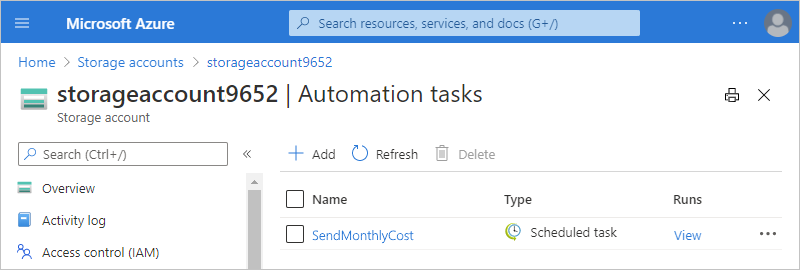 Microsoft Azure
Search resources, services, and docs (G+/)
Home > Storage accounts > storageaccount9652
storageaccount9652 | Automation tasks
Storage account
Search (Ctrl+/)
Add Refresh Delete
Overview
Activity log
Access control (IAM)
Name Type Runs
SendMonthlyCost Scheduled task View